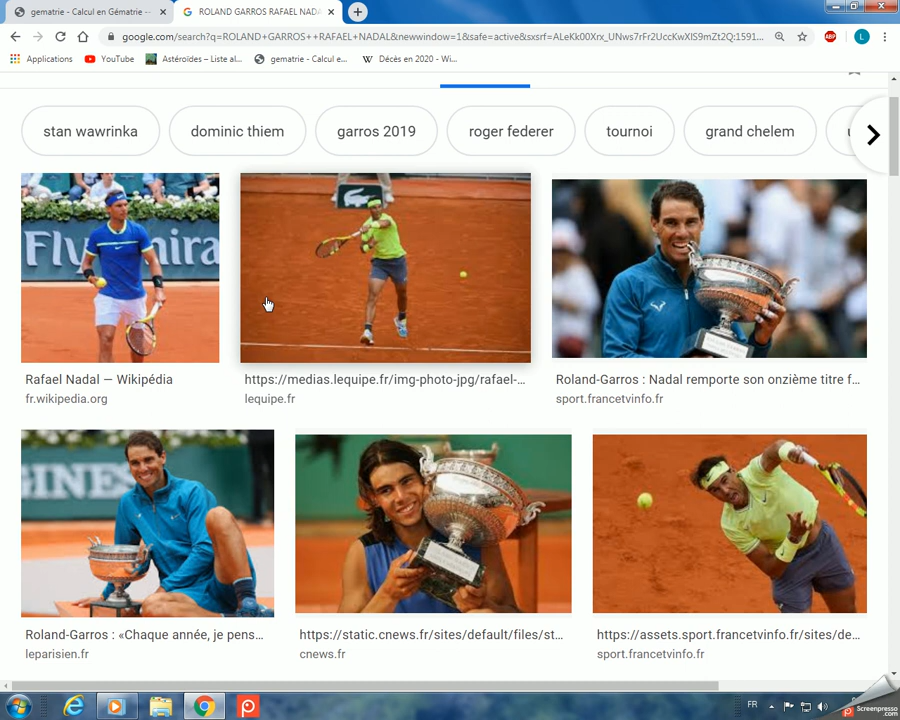 gematrie - Calcul en Gématrie --
ROLAND GARROS RAFAEL NADA
google.com/search?q=ROLAND+GARROS++RAFAEL+NADAL&newwindow=1&safe=active&sxsrf=ALeKk00Xrx_UNws7rFr2UccKwXIS9mZt2Q:1591...
ABP
L
Applications
YouTube
Astéroïdes – Liste al...
gematrie - Calcul e...
W Décès en 2020 - Wi...
stan wawrinka
dominic thiem
garros 2019
roger federer
tournoi
grand chelem
Fly Emirates
Rafael Nadal — Wikipédia
fr.wikipedia.org
https://medias.lequipe.fr/img-photo-jpg/rafael-...
lequipe.fr
Roland-Garros : Nadal remporte son onzième titre f...
sport.francetvinfo.fr
GINES
Roland-Garros : «Chaque année, je pens...
leparisien.fr
https://static.cnews.fr/sites/default/files/st...
cnews.fr
https://assets.sport.francetvinfo.fr/sites/de...
sport.francetvinfo.fr
FR
Screenpresso
.com